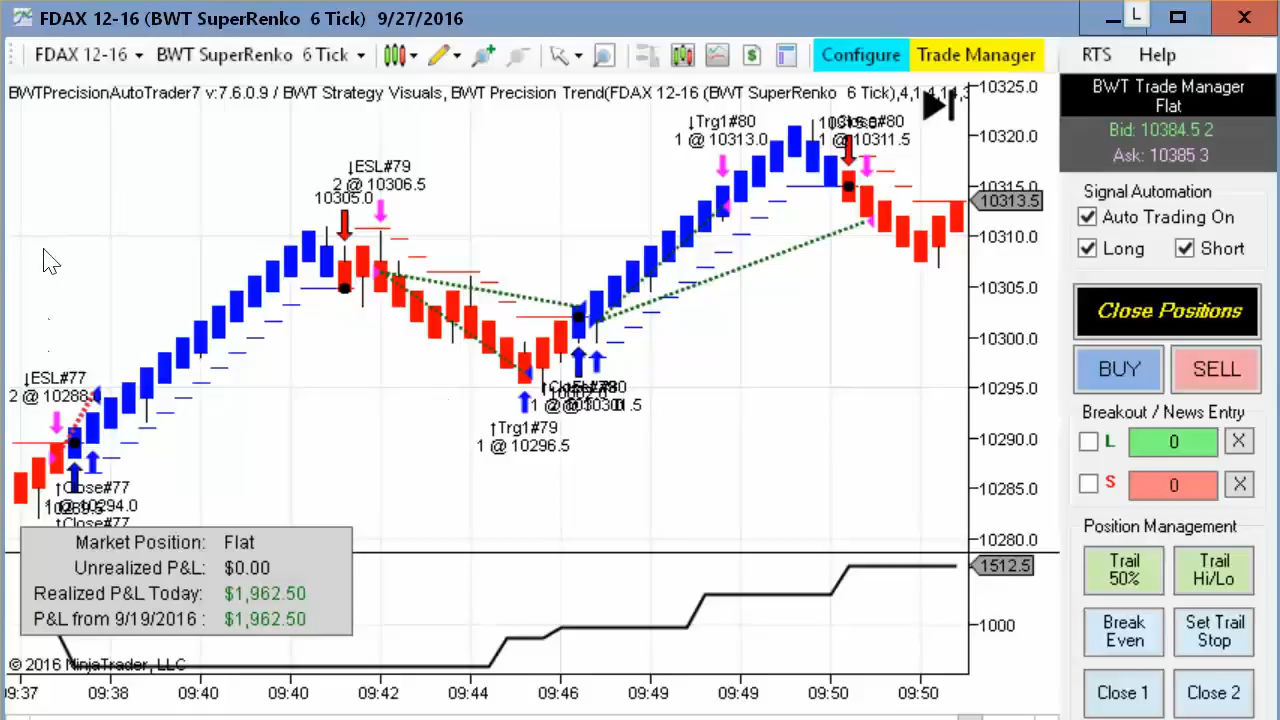 FDAX 12-16 (BWT SuperRenko 6 Tick) 9/27/2016
L
FDAX 12-16 BWT SuperRenko 6 Tick Configure Trade Manager RTS Help
BWTPrecisionAutoTrader7 v:7.6.0.9 / BWT Strategy Visuals, BWT Precision Trend(FDAX 12-16 (BWT SuperRenko 6 Tick),4,1,4,14,3
BWT Trade Manager
Flat
Bid: 10384.5 2
Ask: 10385 3
Signal Automation
Auto Trading On
Long Short
Close Positions
BUY SELL
Breakout / News Entry
L 0 X
S 0 X
Position Management
Trail 50% Trail Hi/Lo
Break Even Set Trail Stop
Close 1 Close 2
10325.0
10320.0
10315.0
10313.5
10310.0
10305.0
10300.0
10295.0
10290.0
10285.0
10280.0
1512.5
1000
↓Trg1#80
1 @ 10313.0
1 @ 10311.5
↓ESL#79
2 @ 10306.5
10305.0
↓ESL#77
2 @ 10288
↑Trg1#79
1 @ 10296.5
↑Close#77
↑Close#77
Market Position: Flat
Unrealized P&L: $0.00
Realized P&L Today: $1,962.50
P&L from 9/19/2016 : $1,962.50
© 2016 NinjaTrader, LLC
09:37 09:38 09:40 09:40 09:42 09:44 09:46 09:49 09:49 09:50 09:50